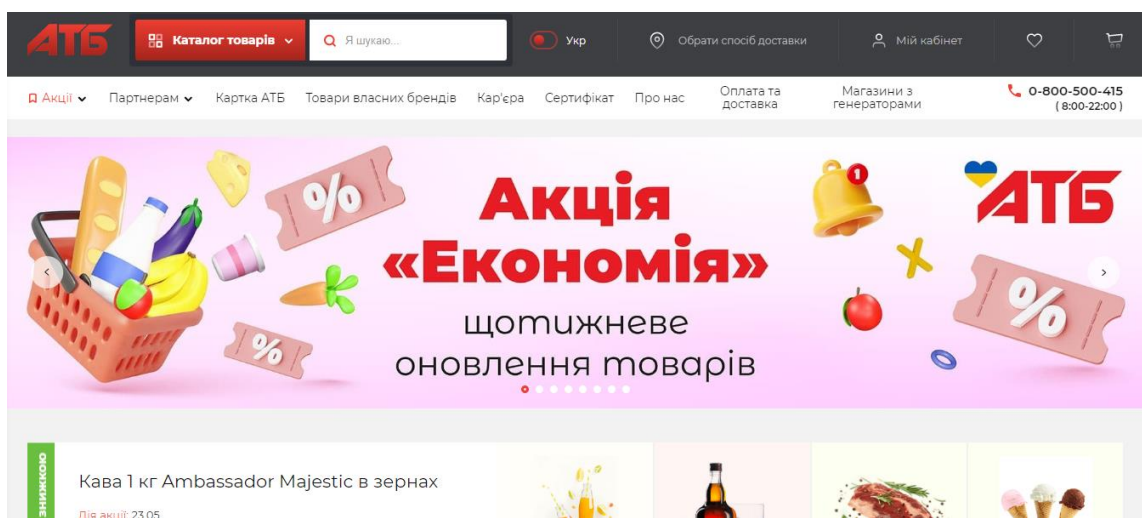 АТБ
Каталог товарів
Я шукаю...
Укр
Обрати спосіб доставки
Мій кабінет
Акції
Партнерам
Картка АТБ
Товари власних брендів
Кар'єра
Сертифікат
Про нас
Оплата та
доставка
Магазини з
генераторами
0-800-500-415
( 8:00-22:00 )
%
%
%
Акція
«Економія»
щотижневе
оновлення товарів
1
АТБ
ЗНИЖКОЮ
Кава 1 кг Ambassador Majestic в зернах
Дія акції: 23.05